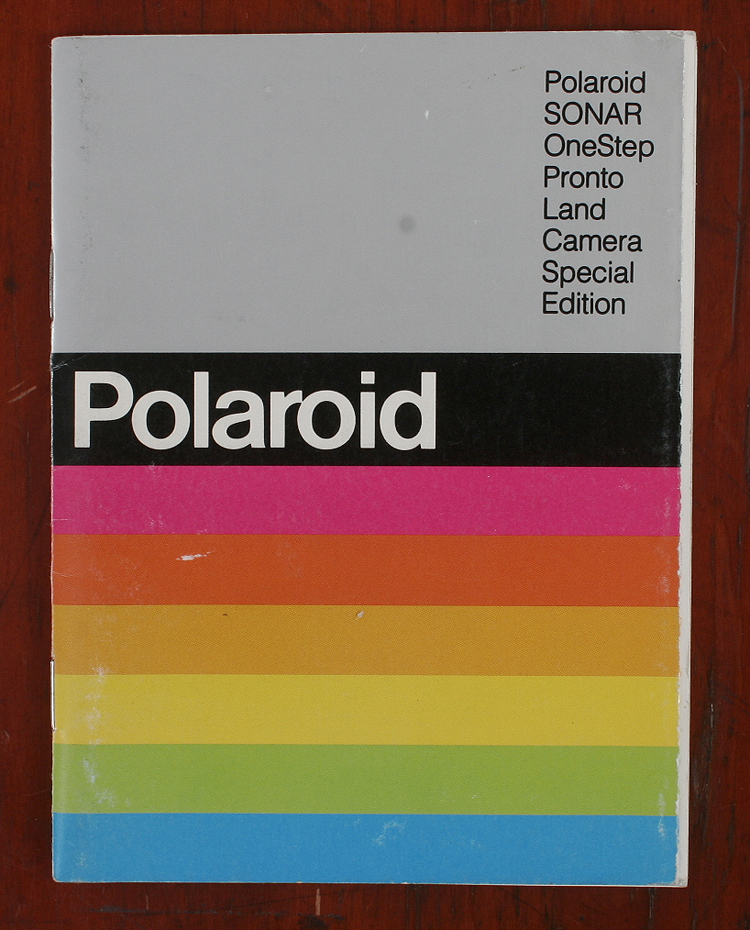 Polaroid
SONAR
OneStep
Pronto
Land
Camera
Special
Edition
Polaroid